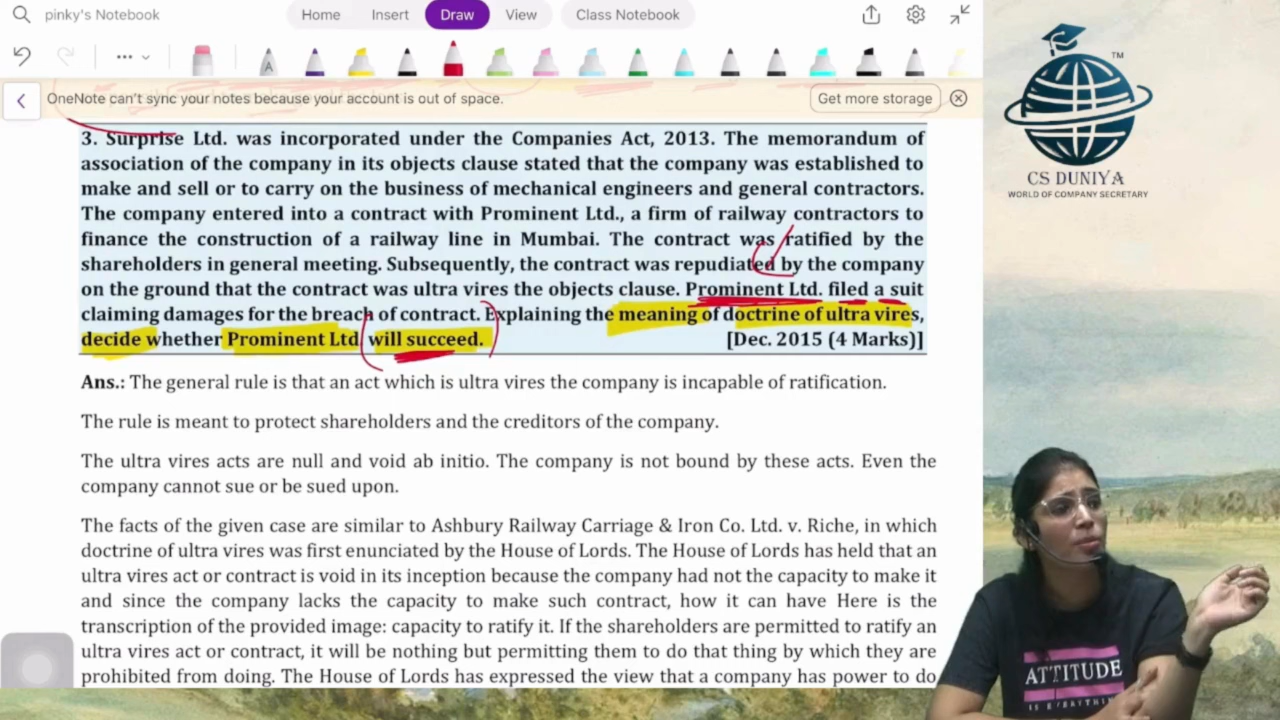 pinky's Notebook
Home Insert Draw View Class Notebook
A
OneNote can't sync your notes because your account is out of space.
Get more storage
3. Surprise Ltd. was incorporated under the Companies Act, 2013. The memorandum of
association of the company in its objects clause stated that the company was established to
make and sell or to carry on the business of mechanical engineers and general contractors.
The company entered into a contract with Prominent Ltd., a firm of railway contractors to
finance the construction of a railway line in Mumbai. The contract was ratified by the
shareholders in general meeting. Subsequently, the contract was repudiated by the company
on the ground that the contract was ultra vires the objects clause. Prominent Ltd. filed a suit
claiming damages for the breach of contract. Explaining the meaning of doctrine of ultra vires,
decide whether Prominent Ltd will succeed. [Dec. 2015 (4 Marks)]
Ans.: The general rule is that an act which is ultra vires the company is incapable of ratification.
The rule is meant to protect shareholders and the creditors of the company.
The ultra vires acts are null and void ab initio. The company is not bound by these acts. Even the
company cannot sue or be sued upon.
The facts of the given case are similar to Ashbury Railway Carriage & Iron Co. Ltd. v. Riche, in which
doctrine of ultra vires was first enunciated by the House of Lords. The House of Lords has held that an
ultra vires act or contract is void in its inception because the company had not the capacity to make it
and since the company lacks the capacity to make such contract, how it can have Here is the
transcription of the provided image: capacity to ratify it. If the shareholders are permitted to ratify an
ultra vires act or contract, it will be nothing but permitting them to do that thing by which they are
prohibited from doing. The House of Lords has expressed the view that a company has power to do
TM
CS DUNIYA
WORLD OF COMPANY SECRETARY
ATTITUDE